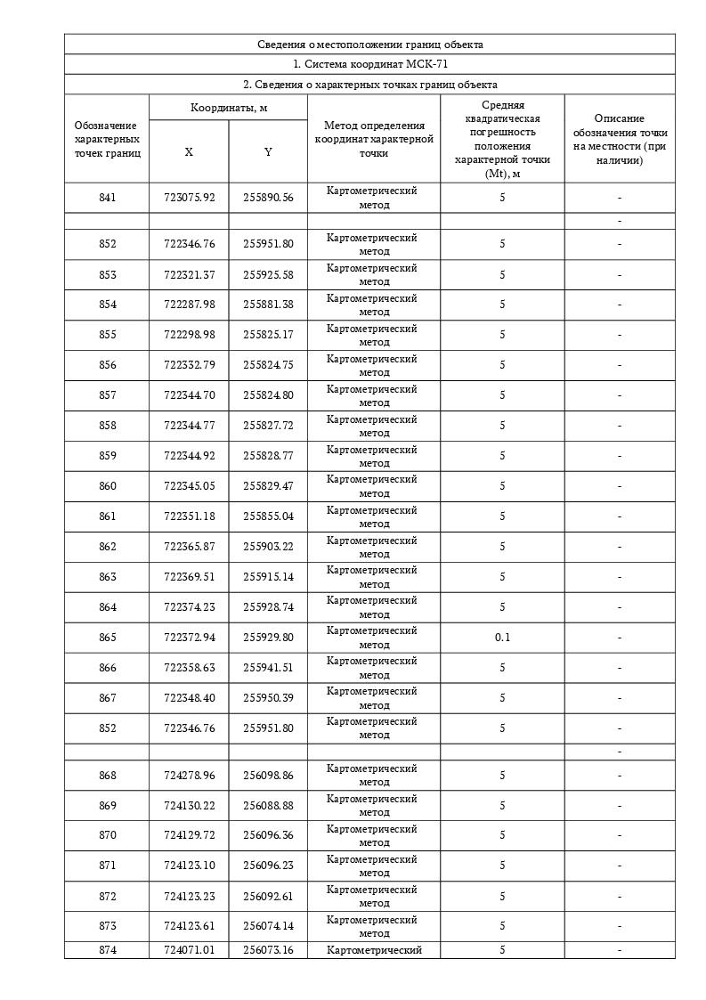 Сведения о местоположении границ объекта
1. Система координат МСК-71
2. Сведения о характерных точках границ объекта
Обозначение
характерных
точек границ
Координаты, м
X
Y
Метод определения
координат характерной
точки
Средняя
квадратическая
погрешность
положения
характерной точки
(Mt), м
Описание
обозначения точки
на местности (при
наличии)
841 723075.92 255890.56 Картометрический
метод 5 -
-
852 722346.76 255951.80 Картометрический
метод 5 -
853 722321.37 255925.58 Картометрический
метод 5 -
854 722287.98 255881.38 Картометрический
метод 5 -
855 722298.98 255825.17 Картометрический
метод 5 -
856 722332.79 255824.75 Картометрический
метод 5 -
857 722344.70 255824.80 Картометрический
метод 5 -
858 722344.77 255827.72 Картометрический
метод 5 -
859 722344.92 255828.77 Картометрический
метод 5 -
860 722345.05 255829.47 Картометрический
метод 5 -
861 722351.18 255855.04 Картометрический
метод 5 -
862 722365.87 255903.22 Картометрический
метод 5 -
863 722369.51 255915.14 Картометрический
метод 5 -
864 722374.23 255928.74 Картометрический
метод 5 -
865 722372.94 255929.80 Картометрический
метод 0.1 -
866 722358.63 255941.51 Картометрический
метод 5 -
867 722348.40 255950.39 Картометрический
метод 5 -
852 722346.76 255951.80 Картометрический
метод 5 -
-
868 724278.96 256098.86 Картометрический
метод 5 -
869 724130.22 256088.88 Картометрический
метод 5 -
870 724129.72 256096.36 Картометрический
метод 5 -
871 724123.10 256096.23 Картометрический
метод 5 -
872 724123.23 256092.61 Картометрический
метод 5 -
873 724123.61 256074.14 Картометрический
метод 5 -
874 724071.01 256073.16 Картометрический 5 -